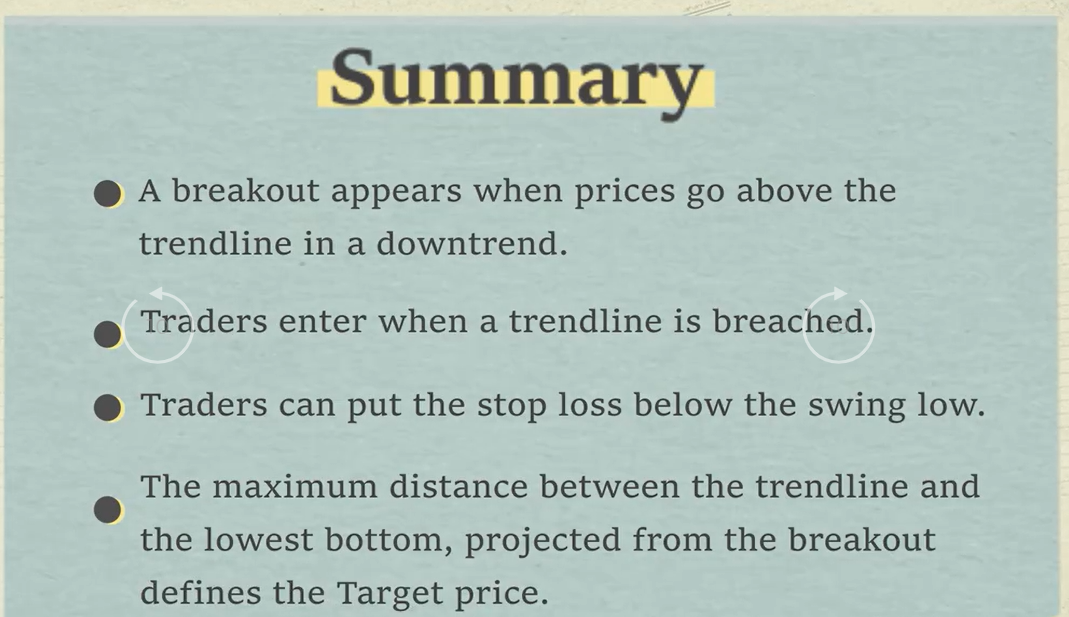 Summary
A breakout appears when prices go above the
trendline in a downtrend.
Traders enter when a trendline is breached.
Traders can put the stop loss below the swing low.
The maximum distance between the trendline and
the lowest bottom, projected from the breakout
defines the Target price.